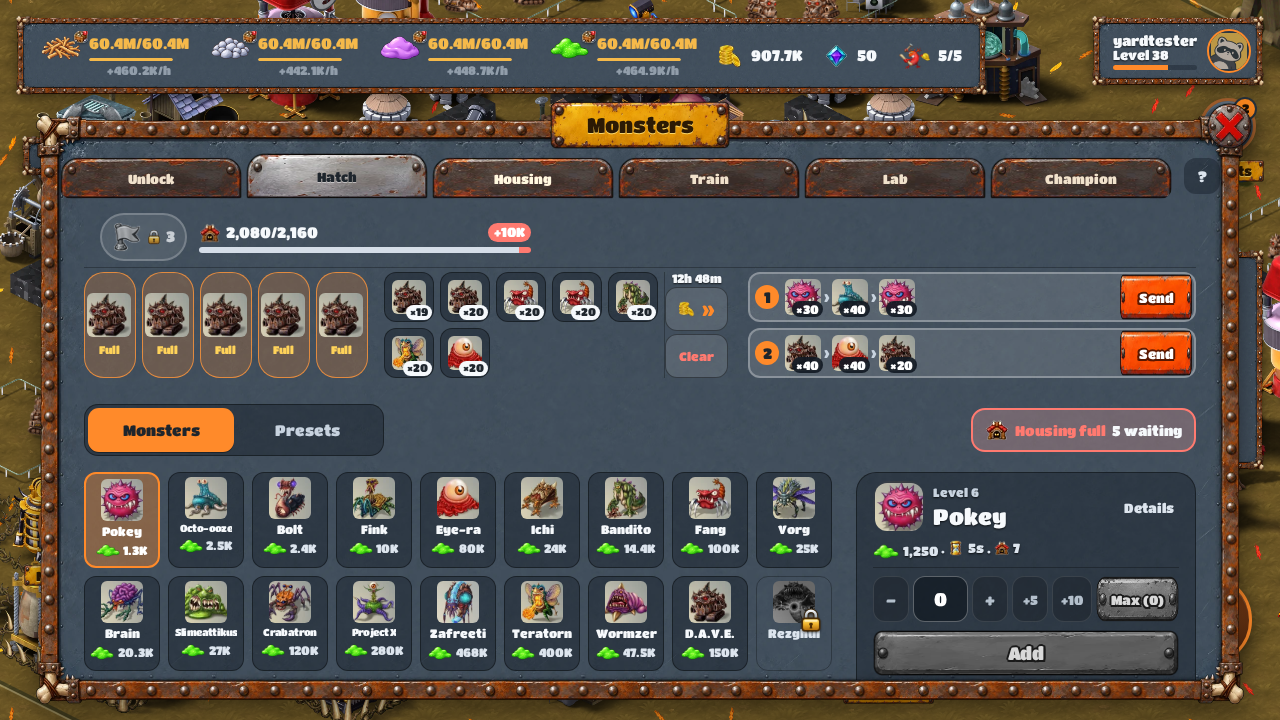 60.4M/60.4M
+460.2K/h
60.4M/60.4M
+442.1K/h
60.4M/60.4M
+448.7K/h
60.4M/60.4M
+464.9K/h
907.7K
50
5/5
yardtester
Level 38
Monsters
Unlock
Hatch
Housing
Train
Lab
Champion
?
3
2,080/2,160
+10K
Full
Full
Full
Full
Full
×19
×20
×20
×20
×20
×20
×20
12h 48m
Clear
1
×30
×40
×30
Send
2
×40
×40
×20
Send
Monsters
Presets
Housing full 5 waiting
Pokey
1.3K
Octo-ooze
2.5K
Bolt
2.4K
Fink
10K
Eye-ra
80K
Ichi
24K
Bandito
14.4K
Fang
100K
Vorg
25K
Brain
20.3K
Slimeattikus
27K
Crabatron
120K
Project X
280K
Zafreeti
468K
Teratorn
400K
Wormzer
47.5K
D.A.V.E.
150K
Level 6
Pokey
Details
1,250 · 5s · 7
-
0
+
+5
+10
Max (0)
Add